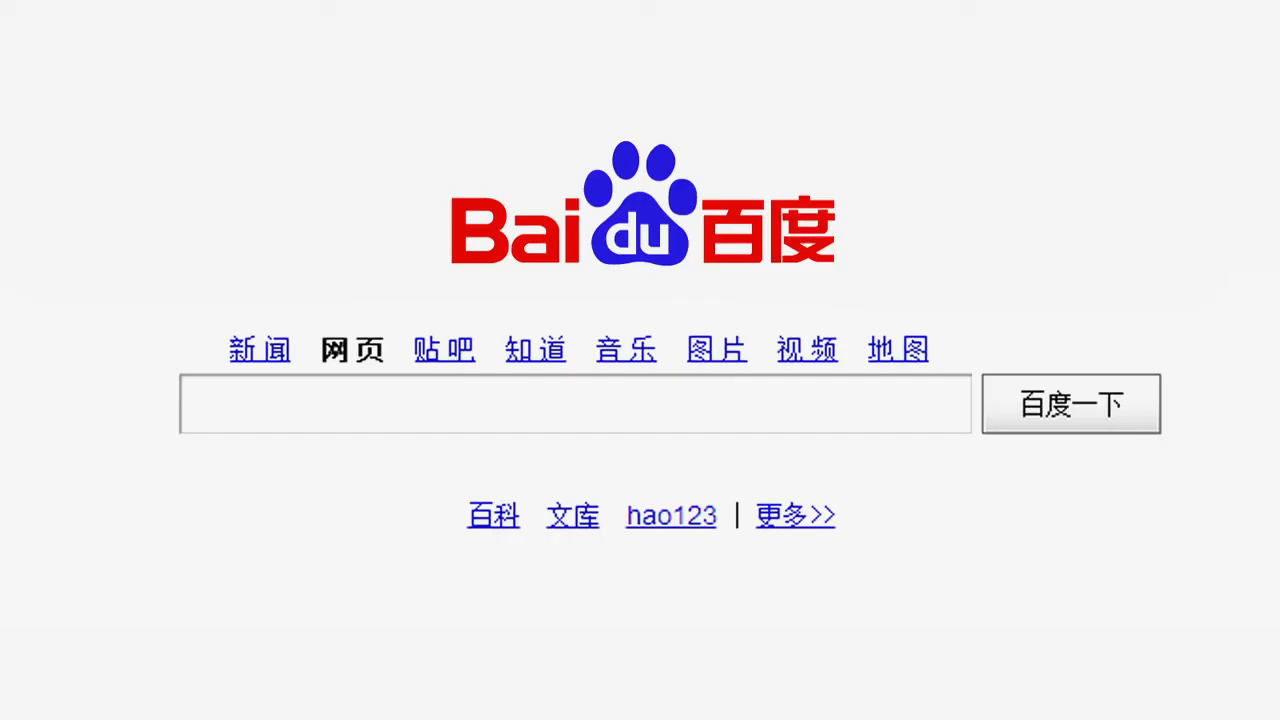 Baidu百度
新闻 网页 贴吧 知道 音乐 图片 视频 地图
百度一下
百科 文库 hao123 | 更多>>